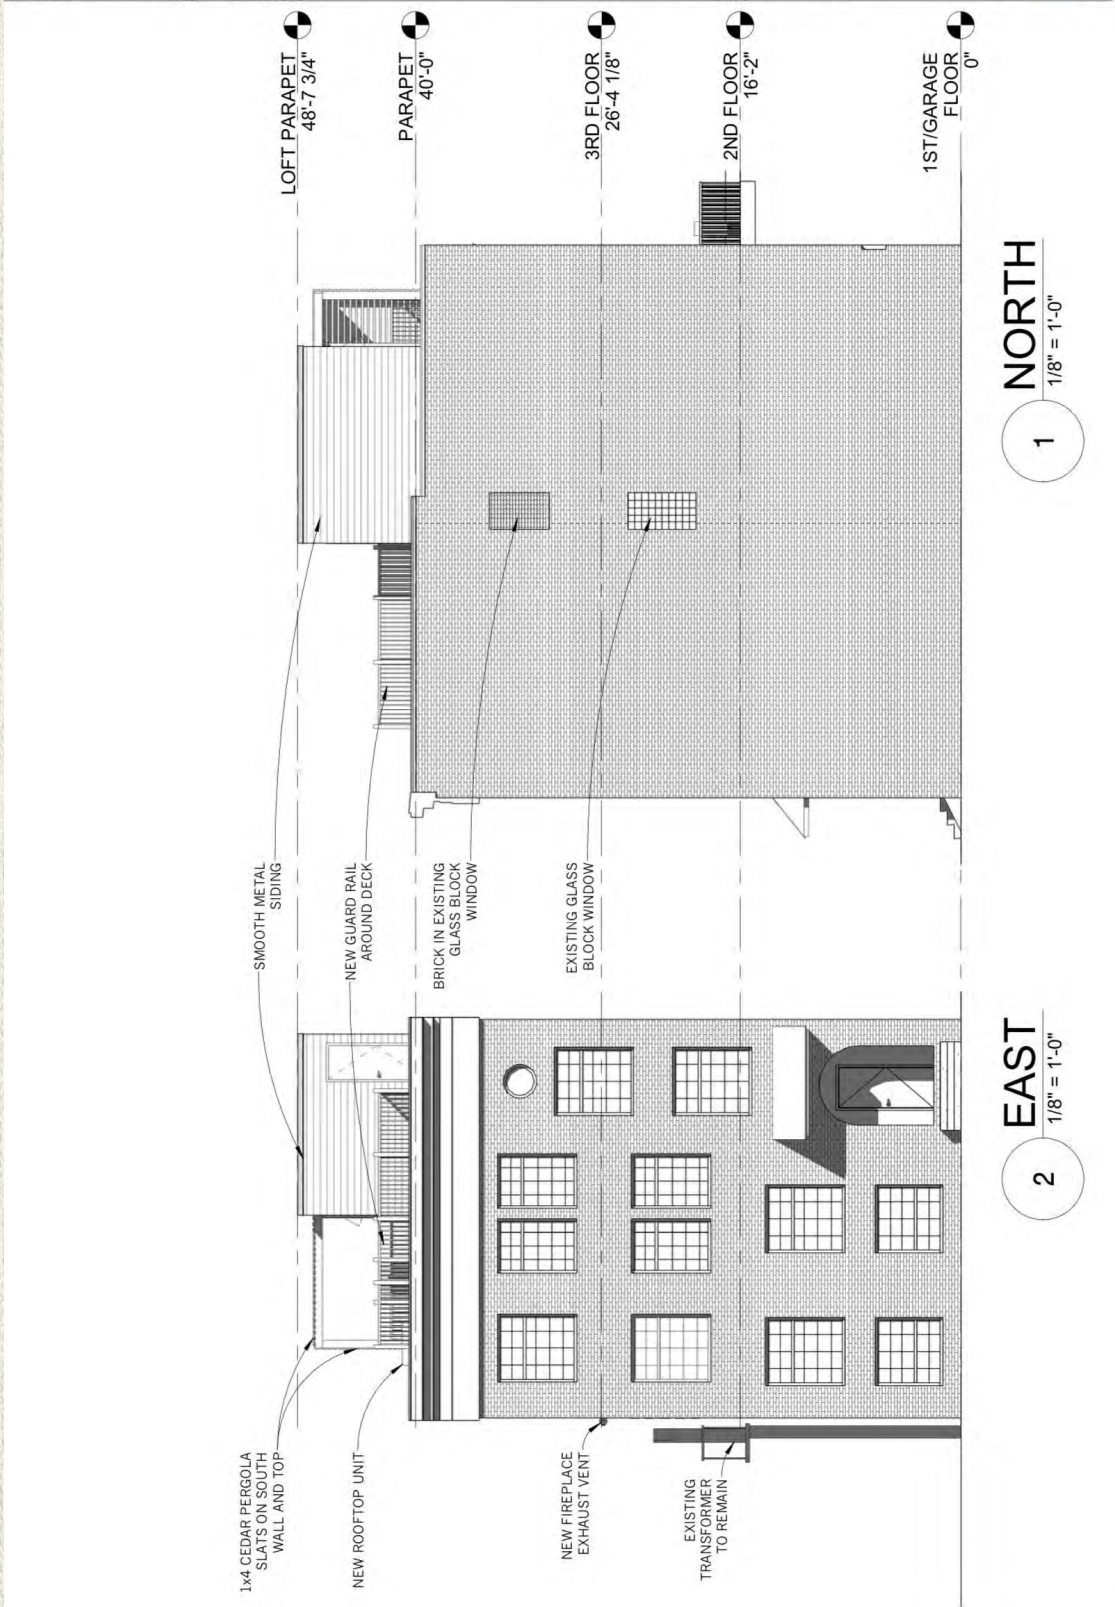 1x4 CEDAR PERGOLA
SLATS ON SOUTH
WALL AND TOP
NEW ROOFTOP UNIT
NEW FIREPLACE
EXHAUST VENT
EXISTING
TRANSFORMER
TO REMAIN
SMOOTH METAL
SIDING
NEW GUARD RAIL
AROUND DECK
BRICK IN EXISTING
GLASS BLOCK
WINDOW
EXISTING GLASS
BLOCK WINDOW
LOFT PARAPET
48'-7 3/4"
PARAPET
40'-0"
3RD FLOOR
26'-4 1/8"
2ND FLOOR
16'-2"
1ST/GARAGE
FLOOR
0"
2
EAST
1/8" = 1'-0"
1
NORTH
1/8" = 1'-0"